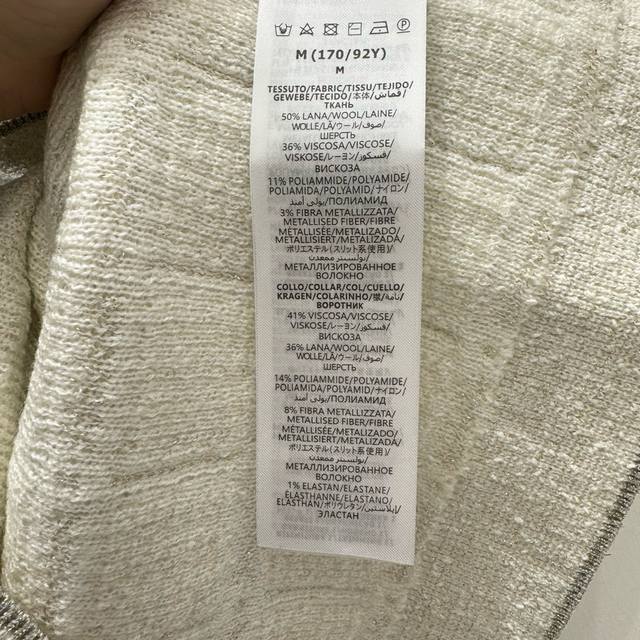 M (170/92Y)
M
TESSUTO/FABRIC/TISSU/TEJIDO/
GEWEBE/TECIDO/本体/قماش/
ТКАНЬ
50% LANA/WOOL/LAINE/
WOLLE/LÃ/ウール/صوف/
ШЕРСТЬ
36% VISCOSA/VISCOSE/
VISKOSE/レーヨン/فسكوز/
ВИСКОЗА
11% POLIAMMIDE/POLYAMIDE/
POLYAMID/POLIAMIDA/ナイロン/
بولي أميد/ПОЛИАМИД
3% FIBRA METALLIZZATA/
METALLISED FIBER/FIBRE
MÉTALLISÉE/METALIZADO/
METALLISIERT/METALIZADA/
ポリエステル(スリット糸使用)/
بوليستر ممعدن/
МЕТАЛЛИЗИРОВАННОЕ
ВОЛОКНО
COLLO/COLLAR/COL/CUELLO/
KRAGEN/COLARINHO/襟/ياقة/
ВОРОТНИК
41% VISCOSA/VISCOSE/
VISKOSE/レーヨン/فسكوز/
ВИСКОЗА
36% LANA/WOOL/LAINE/
WOLLE/LÃ/ウール/صوف/
ШЕРСТЬ
14% POLIAMMIDE/POLYAMIDE/
POLYAMID/POLIAMIDA/ナイロン/
بولي أميد/ПОЛИАМИД
8% FIBRA METALLIZZATA/
METALLISED FIBER/FIBRE
MÉTALLISÉE/METALIZADO/
METALLISIERT/METALIZADA/
ポリエステル(スリット糸使用)/
بوليستر ممعدن/
МЕТАЛЛИЗИРОВАННОЕ
ВОЛОКНО
1% ELASTAN/ELASTANE/
ÉLASTHANNE/ELASTANO/
ELASTHAN/ポリウレタン/إيلاستين/
ЭЛАСТАН